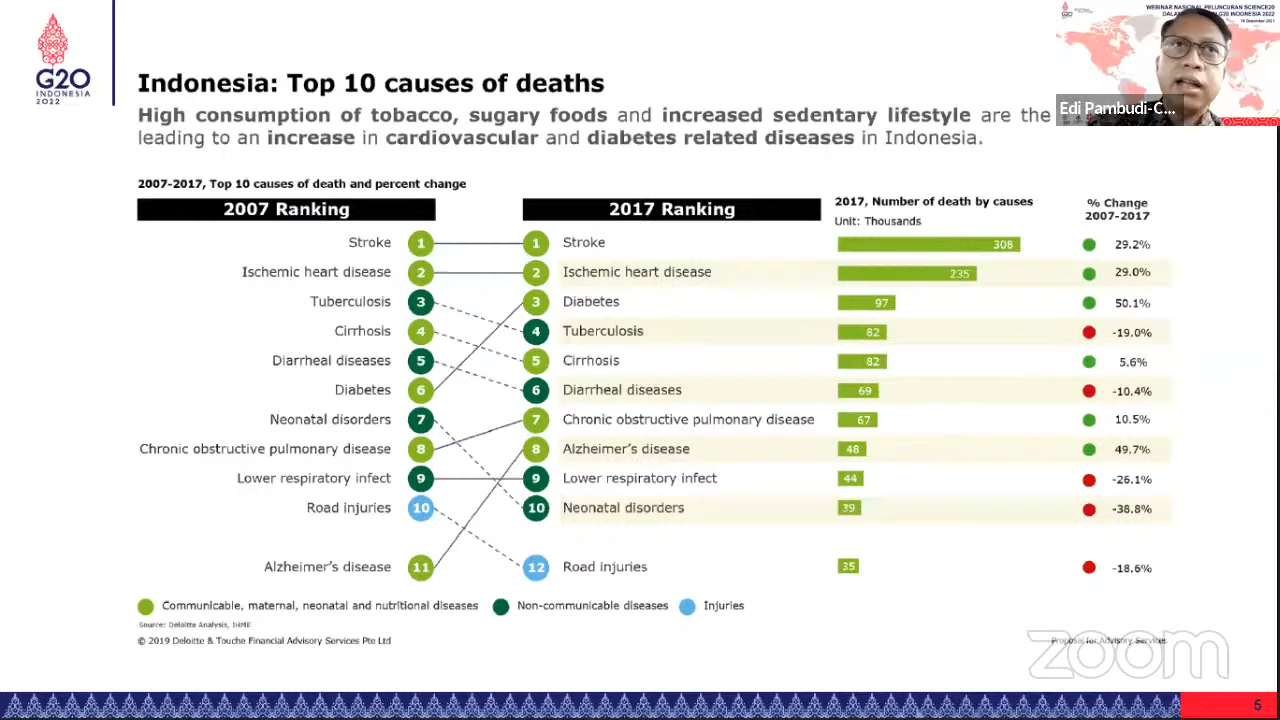 G20
INDONESIA
2022
Indonesia: Top 10 causes of deaths
High consumption of tobacco, sugary foods and increased sedentary lifestyle are the
leading to an increase in cardiovascular and diabetes related diseases in Indonesia.
WEBINAR NASIONAL PELUNCURAN SCIENCE20
G20 INDONESIA 2022
Edi Pambudi-C...
2007-2017, Top 10 causes of death and percent change
2007 Ranking
2017 Ranking
2017, Number of death by causes
Unit: Thousands
% Change
2007-2017
Stroke 1 1 Stroke 308 29.2%
Ischemic heart disease 2 2 Ischemic heart disease 235 29.0%
Tuberculosis 3 3 Diabetes 97 50.1%
Cirrhosis 4 4 Tuberculosis 82 -19.0%
Diarrheal diseases 5 5 Cirrhosis 82 5.6%
Diabetes 6 6 Diarrheal diseases 69 -10.4%
Neonatal disorders 7 7 Chronic obstructive pulmonary disease 67 10.5%
Chronic obstructive pulmonary disease 8 8 Alzheimer's disease 48 49.7%
Lower respiratory infect 9 9 Lower respiratory infect 44 -26.1%
Road injuries 10 10 Neonatal disorders 39 -38.8%
Alzheimer's disease 11 12 Road injuries 35 -18.6%
Communicable, maternal, neonatal and nutritional diseases Non-communicable diseases Injuries
Source: Deloitte Analysis, IHME
© 2019 Deloitte & Touche Financial Advisory Services Pte Ltd
Proposal for Advisory Services
zoom
5